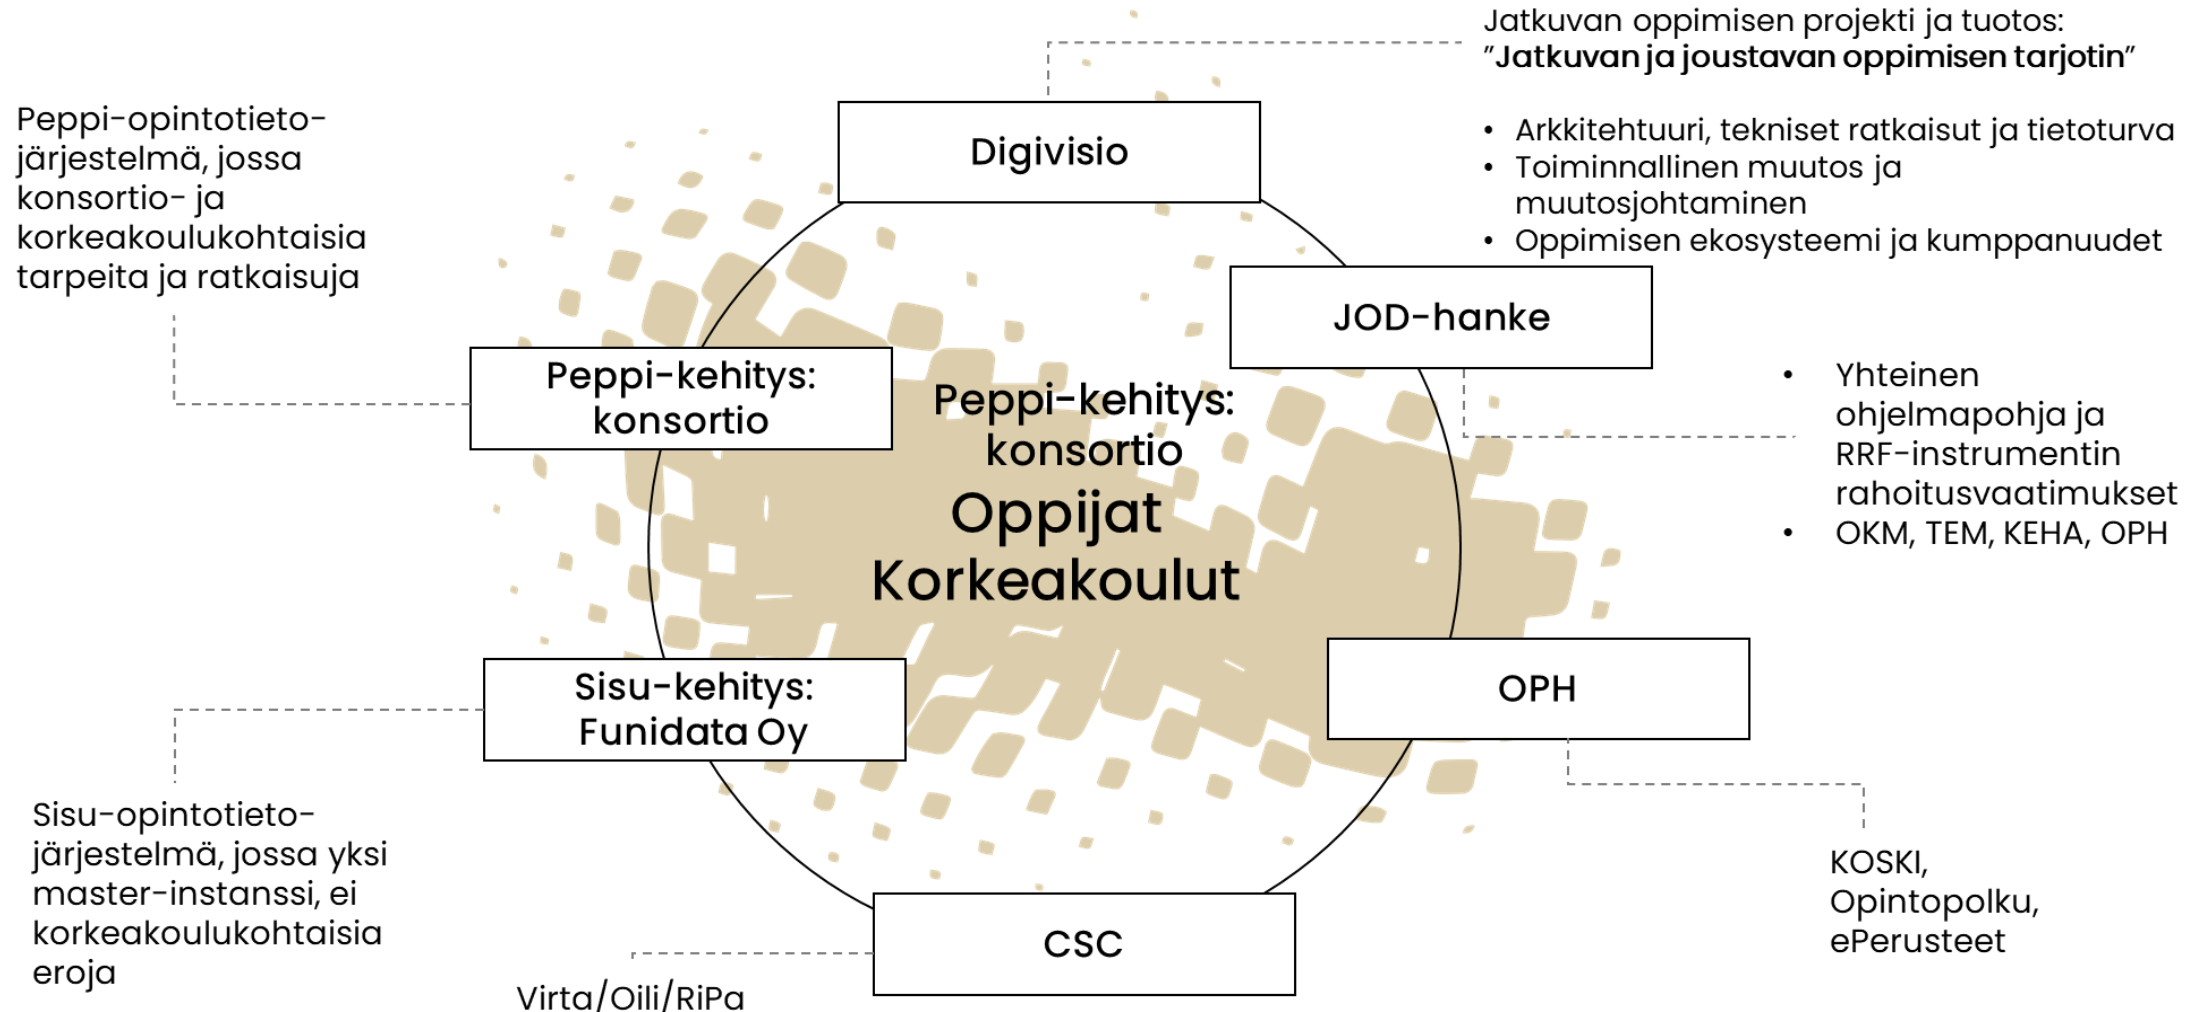 Jatkuvan oppimisen projekti ja tuotos:
”Jatkuvan ja joustavan oppimisen tarjotin”
• Arkkitehtuuri, tekniset ratkaisut ja tietoturva
• Toiminnallinen muutos ja
muutosjohtaminen
• Oppimisen ekosysteemi ja kumppanuudet
Digivisio
Peppi-opintotieto-
järjestelmä, jossa
konsortio- ja
korkeakoulukohtaisia
tarpeita ja ratkaisuja
JOD-hanke
Peppi-kehitys:
konsortio
Peppi-kehitys:
konsortio
Oppijat
Korkeakoulut
• Yhteinen
ohjelmapohja ja
RRF-instrumentin
rahoitusvaatimukset
• OKM, TEM, KEHA, OPH
Sisu-kehitys:
Funidata Oy
OPH
Sisu-opintotieto-
järjestelmä, jossa yksi
master-instanssi, ei
korkeakoulukohtaisia
eroja
KOSKI,
Opintopolku,
ePerusteet
CSC
Virta/Oili/RiPa